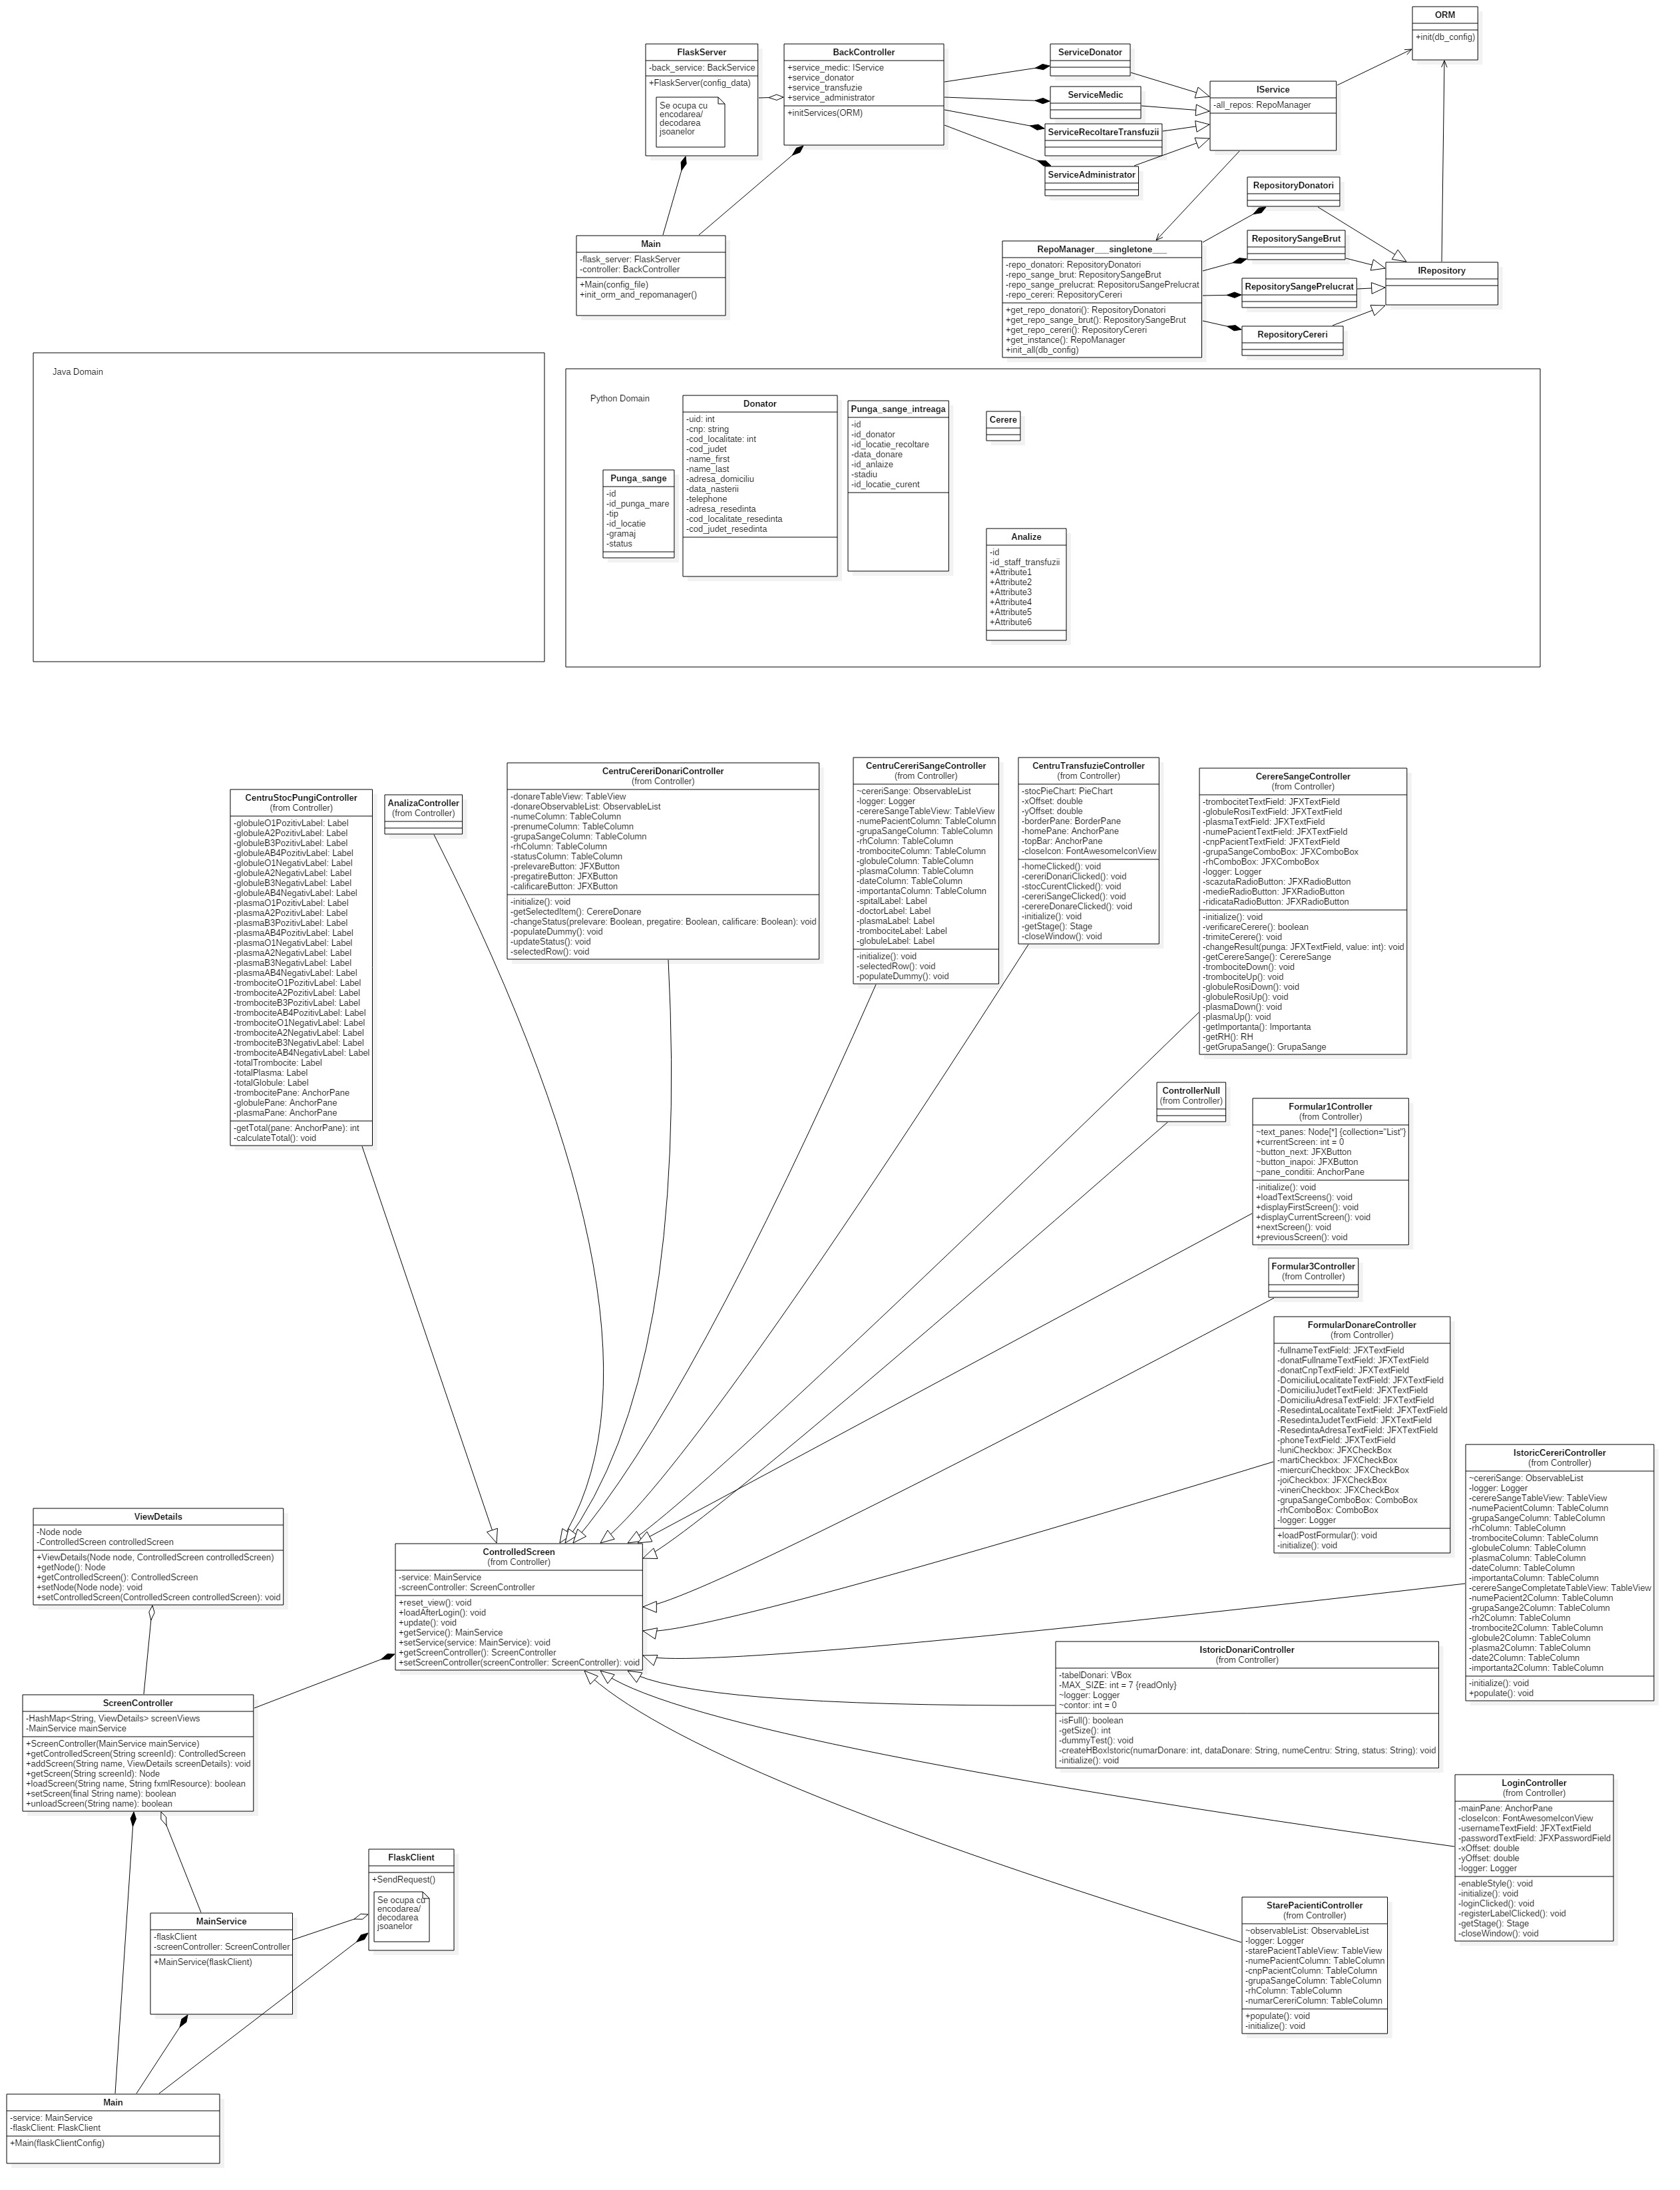 ORM
+init(db_config)
FlaskServer
-back_service: BackService
+FlaskServer(config_data)
Se ocupa cu
encodarea/
decodarea
jsoanelor
BackController
+service_medic: IService
+service_donator
+service_transfuzie
+service_administrator
+initServices(ORM)
ServiceDonator
ServiceMedic
ServiceRecoltareTransfuzii
ServiceAdministrator
IService
-all_repos: RepoManager
Main
-flask_server: FlaskServer
-controller: BackController
+Main(config_file)
+init_orm_and_repomanager()
RepoManager___singletone___
-repo_donatori: RepositoryDonatori
-repo_sange_brut: RepositorySangeBrut
-repo_sange_prelucrat: RepositoruSangePrelucrat
-repo_cereri: RepositoryCereri
+get_repo_donatori(): RepositoryDonatori
+get_repo_sange_brut(): RepositorySangeBrut
+get_repo_cereri(): RepositoryCereri
+get_instance(): RepoManager
+init_all(db_config)
RepositoryDonatori
RepositorySangeBrut
RepositorySangePrelucrat
RepositoryCereri
IRepository
Java Domain
Python Domain
Punga_sange
-id
-id_punga_mare
-tip
-id_locatie
-gramaj
-status
Donator
-uid: int
-cnp: string
-cod_localitate: int
-cod_judet
-name_first
-name_last
-adresa_domiciliu
-data_nasterii
-telephone
-adresa_resedinta
-cod_localitate_resedinta
-cod_judet_resedinta
Punga_sange_intreaga
-id
-id_donator
-id_locatie_recoltare
-data_donare
-id_anlaize
-stadiu
-id_locatie_curent
Cerere
Analize
-id
-id_staff_transfuzii
+Attribute1
+Attribute2
+Attribute3
+Attribute4
+Attribute5
+Attribute6
CentruStocPungiController
(from Controller)
-globuleO1PozitivLabel: Label
-globuleA2PozitivLabel: Label
-globuleB3PozitivLabel: Label
-globuleAB4PozitivLabel: Label
-globuleO1NegativLabel: Label
-globuleA2NegativLabel: Label
-globuleB3NegativLabel: Label
-globuleAB4NegativLabel: Label
-plasmaO1PozitivLabel: Label
-plasmaA2PozitivLabel: Label
-plasmaB3PozitivLabel: Label
-plasmaAB4PozitivLabel: Label
-plasmaO1NegativLabel: Label
-plasmaA2NegativLabel: Label
-plasmaB3NegativLabel: Label
-plasmaAB4NegativLabel: Label
-trombociteO1PozitivLabel: Label
-trombociteA2PozitivLabel: Label
-trombociteB3PozitivLabel: Label
-trombociteAB4PozitivLabel: Label
-trombociteO1NegativLabel: Label
-trombociteA2NegativLabel: Label
-trombociteB3NegativLabel: Label
-trombociteAB4NegativLabel: Label
-totalTrombocite: Label
-totalPlasma: Label
-totalGlobule: Label
-trombocitePane: AnchorPane
-globulePane: AnchorPane
-plasmaPane: AnchorPane
-getTotal(pane: AnchorPane): int
-calculateTotal(): void
AnalizaController
(from Controller)
CentruCereriDonariController
(from Controller)
-donareTableView: TableView
-donareObservableList: ObservableList
-numeColumn: TableColumn
-prenumeColumn: TableColumn
-grupaSangeColumn: TableColumn
-rhColumn: TableColumn
-statusColumn: TableColumn
-prelevareButton: JFXButton
-pregatireButton: JFXButton
-calificareButton: JFXButton
-initialize(): void
-getSelectedItem(): CerereDonare
-changeStatus(prelevare: Boolean, pregatire: Boolean, calificare: Boolean): void
-populateDummy(): void
-updateStatus(): void
-selectedRow(): void
CentruCereriSangeController
(from Controller)
~cereriSange: ObservableList
-logger: Logger
-cerereSangeTableView: TableView
-numePacientColumn: TableColumn
-grupaSangeColumn: TableColumn
-rhColumn: TableColumn
-trombociteColumn: TableColumn
-globuleColumn: TableColumn
-plasmaColumn: TableColumn
-dateColumn: TableColumn
-importantaColumn: TableColumn
-spitalLabel: Label
-doctorLabel: Label
-plasmaLabel: Label
-trombociteLabel: Label
-globuleLabel: Label
-initialize(): void
-selectedRow(): void
-populateDummy(): void
CentruTransfuzieController
(from Controller)
-stocPieChart: PieChart
-xOffset: double
-yOffset: double
-borderPane: BorderPane
-homePane: AnchorPane
-topBar: AnchorPane
-closeIcon: FontAwesomeIconView
-homeClicked(): void
-cereriDonariClicked(): void
-stocCurentClicked(): void
-cereriSangeClicked(): void
-cerereDonareClicked(): void
-initialize(): void
-getStage(): Stage
-closeWindow(): void
CerereSangeController
(from Controller)
-trombocitetTextField: JFXTextField
-globuleRosiTextField: JFXTextField
-plasmaTextField: JFXTextField
-numePacientTextField: JFXTextField
-cnpPacientTextField: JFXTextField
-grupaSangeComboBox: JFXComboBox
-rhComboBox: JFXComboBox
-logger: Logger
-scazutaRadioButton: JFXRadioButton
-medieRadioButton: JFXRadioButton
-ridicataRadioButton: JFXRadioButton
-initialize(): void
-verificareCerere(): boolean
-trimiteCerere(): void
-changeResult(punga: JFXTextField, value: int): void
-getCerereSange(): CerereSange
-trombociteDown(): void
-trombociteUp(): void
-globuleRosiDown(): void
-globuleRosiUp(): void
-plasmaDown(): void
-plasmaUp(): void
-getImportanta(): Importanta
-getRH(): RH
-getGrupaSange(): GrupaSange
ControllerNull
(from Controller)
Formular1Controller
(from Controller)
~text_panes: Node[*] {collection="List"}
+currentScreen: int = 0
~button_next: JFXButton
~button_inapoi: JFXButton
~pane_conditii: AnchorPane
-initialize(): void
+loadTextScreens(): void
+displayFirstScreen(): void
+displayCurrentScreen(): void
+nextScreen(): void
+previousScreen(): void
Formular3Controller
(from Controller)
FormularDonareController
(from Controller)
-fullnameTextField: JFXTextField
-donatFullnameTextField: JFXTextField
-donatCnpTextField: JFXTextField
-DomiciliuLocalitateTextField: JFXTextField
-DomiciliuJudetTextField: JFXTextField
-DomiciliuAdresaTextField: JFXTextField
-ResedintaLocalitateTextField: JFXTextField
-ResedintaJudetTextField: JFXTextField
-ResedintaAdresaTextField: JFXTextField
-phoneTextField: JFXTextField
-luniCheckbox: JFXCheckBox
-martiCheckbox: JFXCheckBox
-miercuriCheckbox: JFXCheckBox
-joiCheckbox: JFXCheckBox
-vineriCheckbox: JFXCheckBox
-grupaSangeComboBox: ComboBox
-rhComboBox: ComboBox
-logger: Logger
+loadPostFormular(): void
-initialize(): void
IstoricCereriController
(from Controller)
~cereriSange: ObservableList
-logger: Logger
-cerereSangeTableView: TableView
-numePacientColumn: TableColumn
-grupaSangeColumn: TableColumn
-rhColumn: TableColumn
-trombociteColumn: TableColumn
-globuleColumn: TableColumn
-plasmaColumn: TableColumn
-dateColumn: TableColumn
-importantaColumn: TableColumn
-cerereSangeCompletateTableView: TableView
-numePacient2Column: TableColumn
-grupaSange2Column: TableColumn
-rh2Column: TableColumn
-trombocite2Column: TableColumn
-globule2Column: TableColumn
-plasma2Column: TableColumn
-date2Column: TableColumn
-importanta2Column: TableColumn
-initialize(): void
+populate(): void
ViewDetails
-Node node
-ControlledScreen controlledScreen
+ViewDetails(Node node, ControlledScreen controlledScreen)
+getNode(): Node
+getControlledScreen(): ControlledScreen
+setNode(Node node): void
+setControlledScreen(ControlledScreen controlledScreen): void
ControlledScreen
(from Controller)
-service: MainService
-screenController: ScreenController
+reset_view(): void
+loadAfterLogin(): void
+update(): void
+getService(): MainService
+setService(service: MainService): void
+getScreenController(): ScreenController
+setScreenController(screenController: ScreenController): void
IstoricDonariController
(from Controller)
-tabelDonari: VBox
-MAX_SIZE: int = 7 {readOnly}
~logger: Logger
~contor: int = 0
-isFull(): boolean
-getSize(): int
-dummyTest(): void
-createHBoxIstoric(numarDonare: int, dataDonare: String, numeCentru: String, status: String): void
-initialize(): void
ScreenController
-HashMap<String, ViewDetails> screenViews
-MainService mainService
+ScreenController(MainService mainService)
+getControlledScreen(String screenId): ControlledScreen
+addScreen(String name, ViewDetails screenDetails): void
+getScreen(String screenId): Node
+loadScreen(String name, String fxmlResource): boolean
+setScreen(final String name): boolean
+unloadScreen(String name): boolean
LoginController
(from Controller)
-mainPane: AnchorPane
-closeIcon: FontAwesomeIconView
-usernameTextField: JFXTextField
-passwordTextField: JFXPasswordField
-xOffset: double
-yOffset: double
-logger: Logger
-enableStyle(): void
-initialize(): void
-loginClicked(): void
-registerLabelClicked(): void
-getStage(): Stage
-closeWindow(): void
FlaskClient
+SendRequest()
Se ocupa cu
encodarea/
decodarea
jsoanelor
StarePacientiController
(from Controller)
~observableList: ObservableList
-logger: Logger
-starePacientTableView: TableView
-numePacientColumn: TableColumn
-cnpPacientColumn: TableColumn
-grupaSangeColumn: TableColumn
-rhColumn: TableColumn
-numarCereriColumn: TableColumn
+populate(): void
-initialize(): void
MainService
-flaskClient
-screenController: ScreenController
+MainService(flaskClient)
Main
-service: MainService
-flaskClient: FlaskClient
+Main(flaskClientConfig)